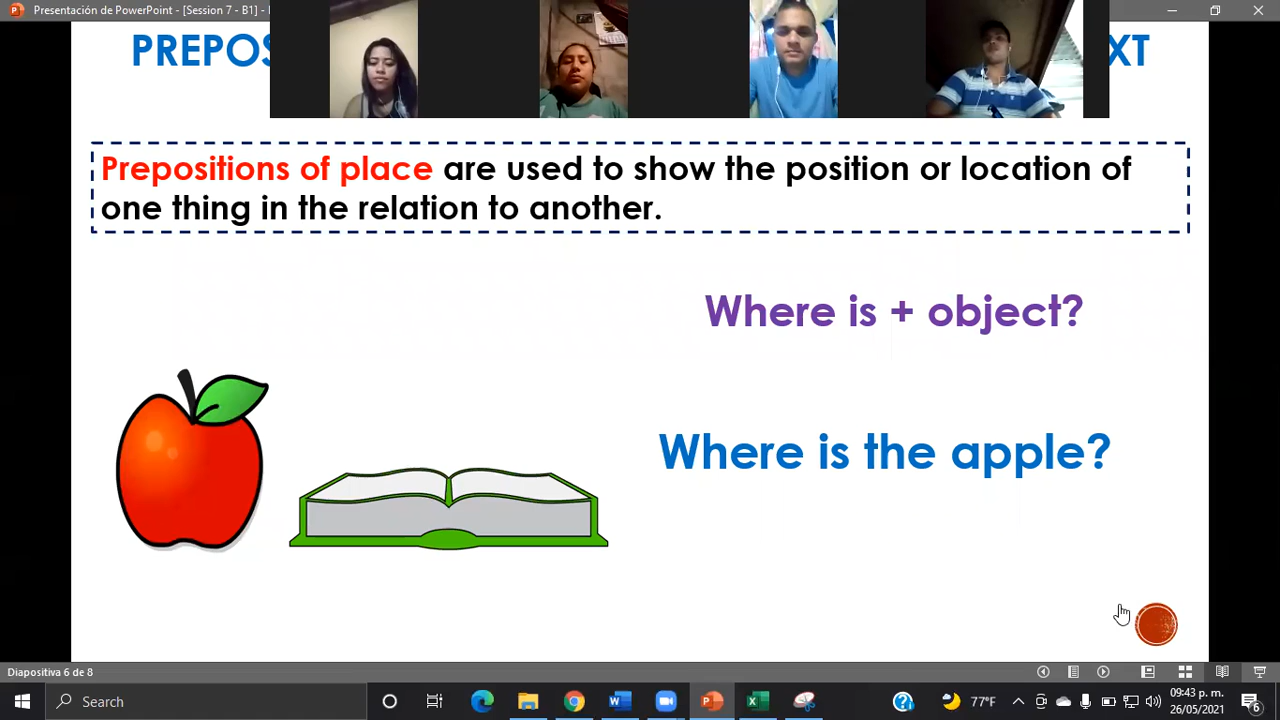 Presentación de PowerPoint - [Session 7 - B1] -
PREPOS
XT
Prepositions of place are used to show the position or location of
one thing in the relation to another.
Where is + object?
Where is the apple?
Diapositiva 6 de 8
Search
77°F
09:43 p. m.
26/05/2021
6